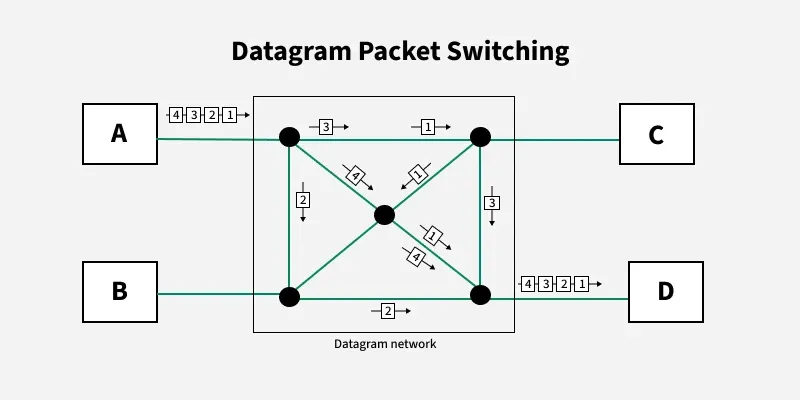 Datagram Packet Switching
A
4 3 2 1
3
1
C
4
1
2
3
1
4
B
4 3 2 1
D
2
Datagram network